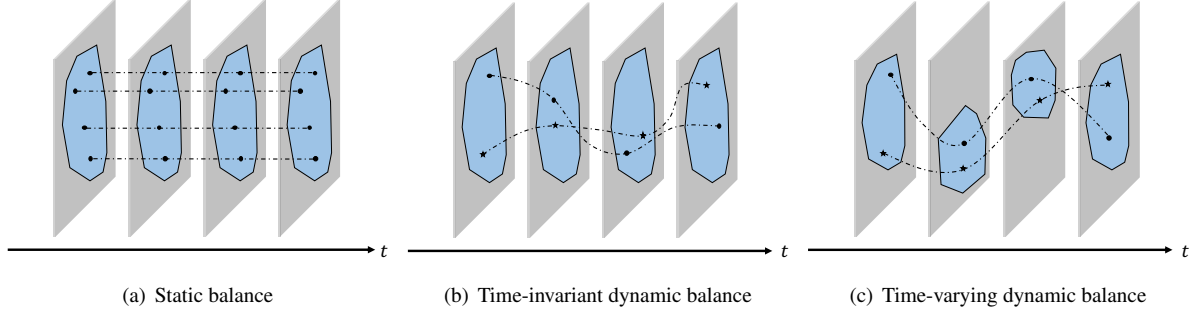 t
t
t
(a) Static balance
(b) Time-invariant dynamic balance
(c) Time-varying dynamic balance